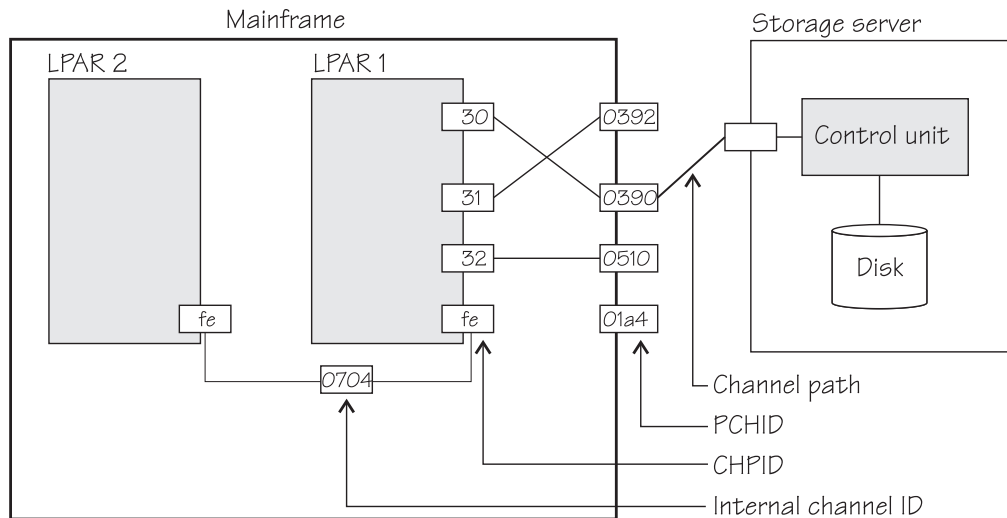 Mainframe
Storage server
LPAR 2
LPAR 1
30
0392
Control unit
31
0390
32
0510
Disk
fe
fe
01a4
0704
Channel path
PCHID
CHPID
Internal channel ID